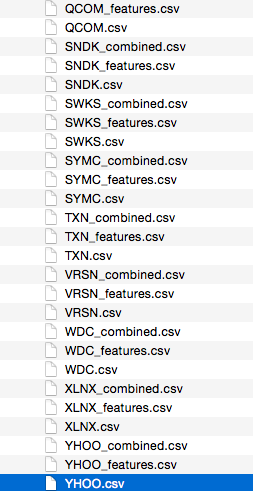 QCOM_features.csv
QCOM.csv
SNDK_combined.csv
SNDK_features.csv
SNDK.csv
SWKS_combined.csv
SWKS_features.csv
SWKS.csv
SYMC_combined.csv
SYMC_features.csv
SYMC.csv
TXN_combined.csv
TXN_features.csv
TXN.csv
VRSN_combined.csv
VRSN_features.csv
VRSN.csv
WDC_combined.csv
WDC_features.csv
WDC.csv
XLNX_combined.csv
XLNX_features.csv
XLNX.csv
YHOO_combined.csv
YHOO_features.csv
YHOO.csv